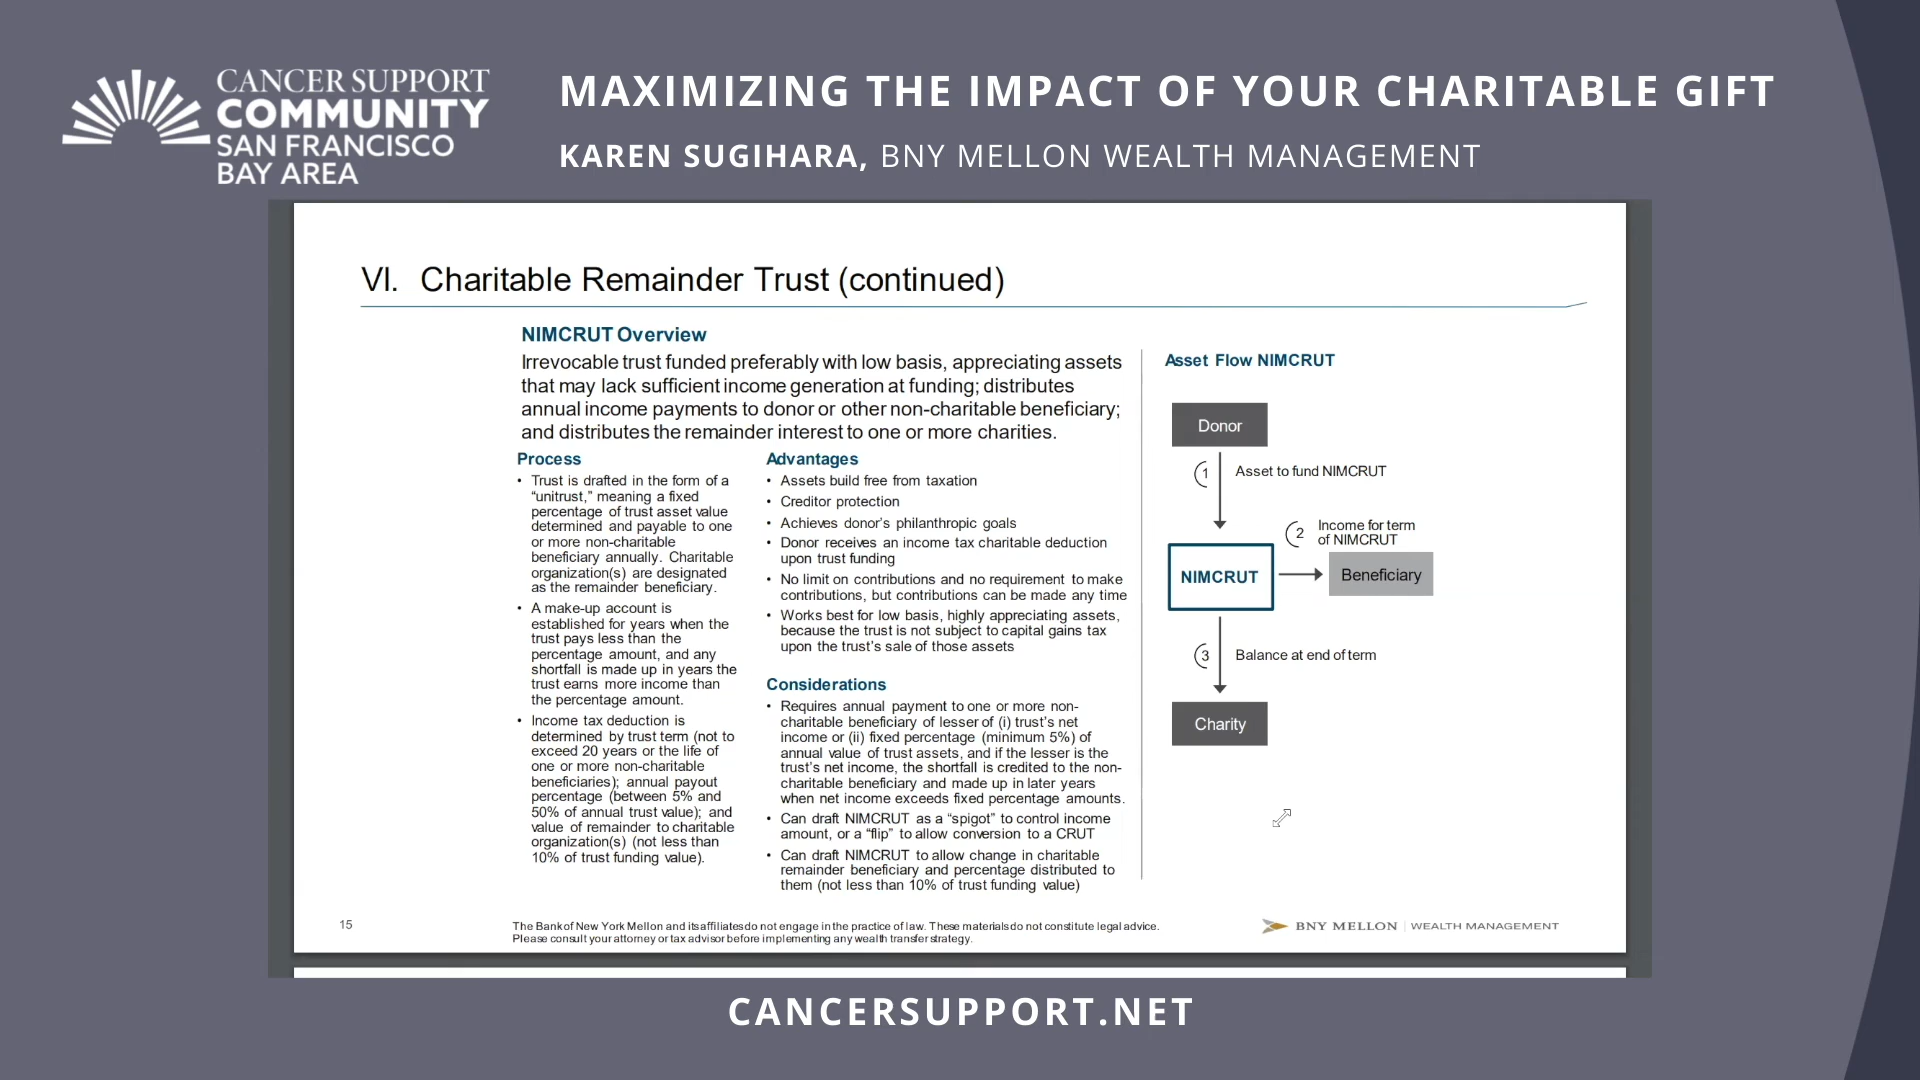 CANCER SUPPORT
COMMUNITY
SAN FRANCISCO
BAY AREA
MAXIMIZING THE IMPACT OF YOUR CHARITABLE GIFT
KAREN SUGIHARA, BNY MELLON WEALTH MANAGEMENT
VI. Charitable Remainder Trust (continued)
NIMCRUT Overview
Irrevocable trust funded preferably with low basis, appreciating assets
that may lack sufficient income generation at funding; distributes
annual income payments to donor or other non-charitable beneficiary;
and distributes the remainder interest to one or more charities.
Process
• Trust is drafted in the form of a
“unitrust,” meaning a fixed
percentage of trust asset value
determined and payable to one
or more non-charitable
beneficiary annually. Charitable
organization(s) are designated
as the remainder beneficiary.
• A make-up account is
established for years when the
trust pays less than the
percentage amount, and any
shortfall is made up in years the
trust earns more income than
the percentage amount.
• Income tax deduction is
determined by trust term (not to
exceed 20 years or the life of
one or more non-charitable
beneficiaries); annual payout
percentage (between 5% and
50% of annual trust value); and
value of remainder to charitable
organization(s) (not less than
10% of trust funding value).
Advantages
• Assets build free from taxation
• Creditor protection
• Achieves donor’s philanthropic goals
• Donor receives an income tax charitable deduction
upon trust funding
• No limit on contributions and no requirement to make
contributions, but contributions can be made any time
• Works best for low basis, highly appreciating assets,
because the trust is not subject to capital gains tax
upon the trust’s sale of those assets
Considerations
• Requires annual payment to one or more non-
charitable beneficiary of lesser of (i) trust’s net
income or (ii) fixed percentage (minimum 5%) of
annual value of trust assets, and if the lesser is the
trust’s net income, the shortfall is credited to the non-
charitable beneficiary and made up in later years
when net income exceeds fixed percentage amounts.
• Can draft NIMCRUT as a “spigot” to control income
amount, or a “flip” to allow conversion to a CRUT
• Can draft NIMCRUT to allow change in charitable
remainder beneficiary and percentage distributed to
them (not less than 10% of trust funding value)
Asset Flow NIMCRUT
Donor
1 Asset to fund NIMCRUT
2 Income for term
of NIMCRUT
NIMCRUT
Beneficiary
3 Balance at end of term
Charity
15
The Bank of New York Mellon and its affiliates do not engage in the practice of law. These materials do not constitute legal advice.
Please consult your attorney or tax advisor before implementing any wealth transfer strategy.
BNY MELLON | WEALTH MANAGEMENT
CANCERSUPPORT.NET